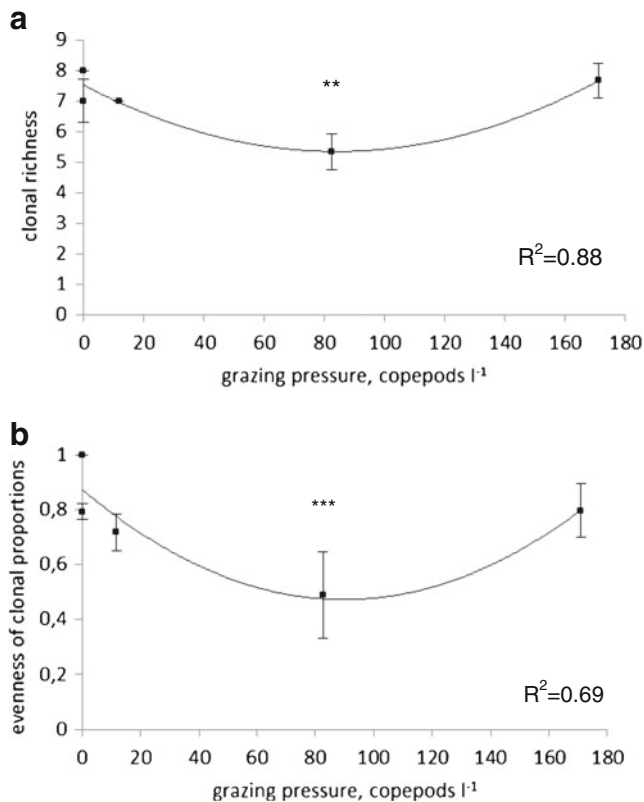 a
9
8
7
6
5
4
3
2
1
0
clonal richness
**
R²=0.88
0 20 40 60 80 100 120 140 160 180
grazing pressure, copepods l⁻¹
b
1
0,8
0,6
0,4
0,2
0
evenness of clonal proportions
***
R²=0.69
0 20 40 60 80 100 120 140 160 180
grazing pressure, copepods l⁻¹